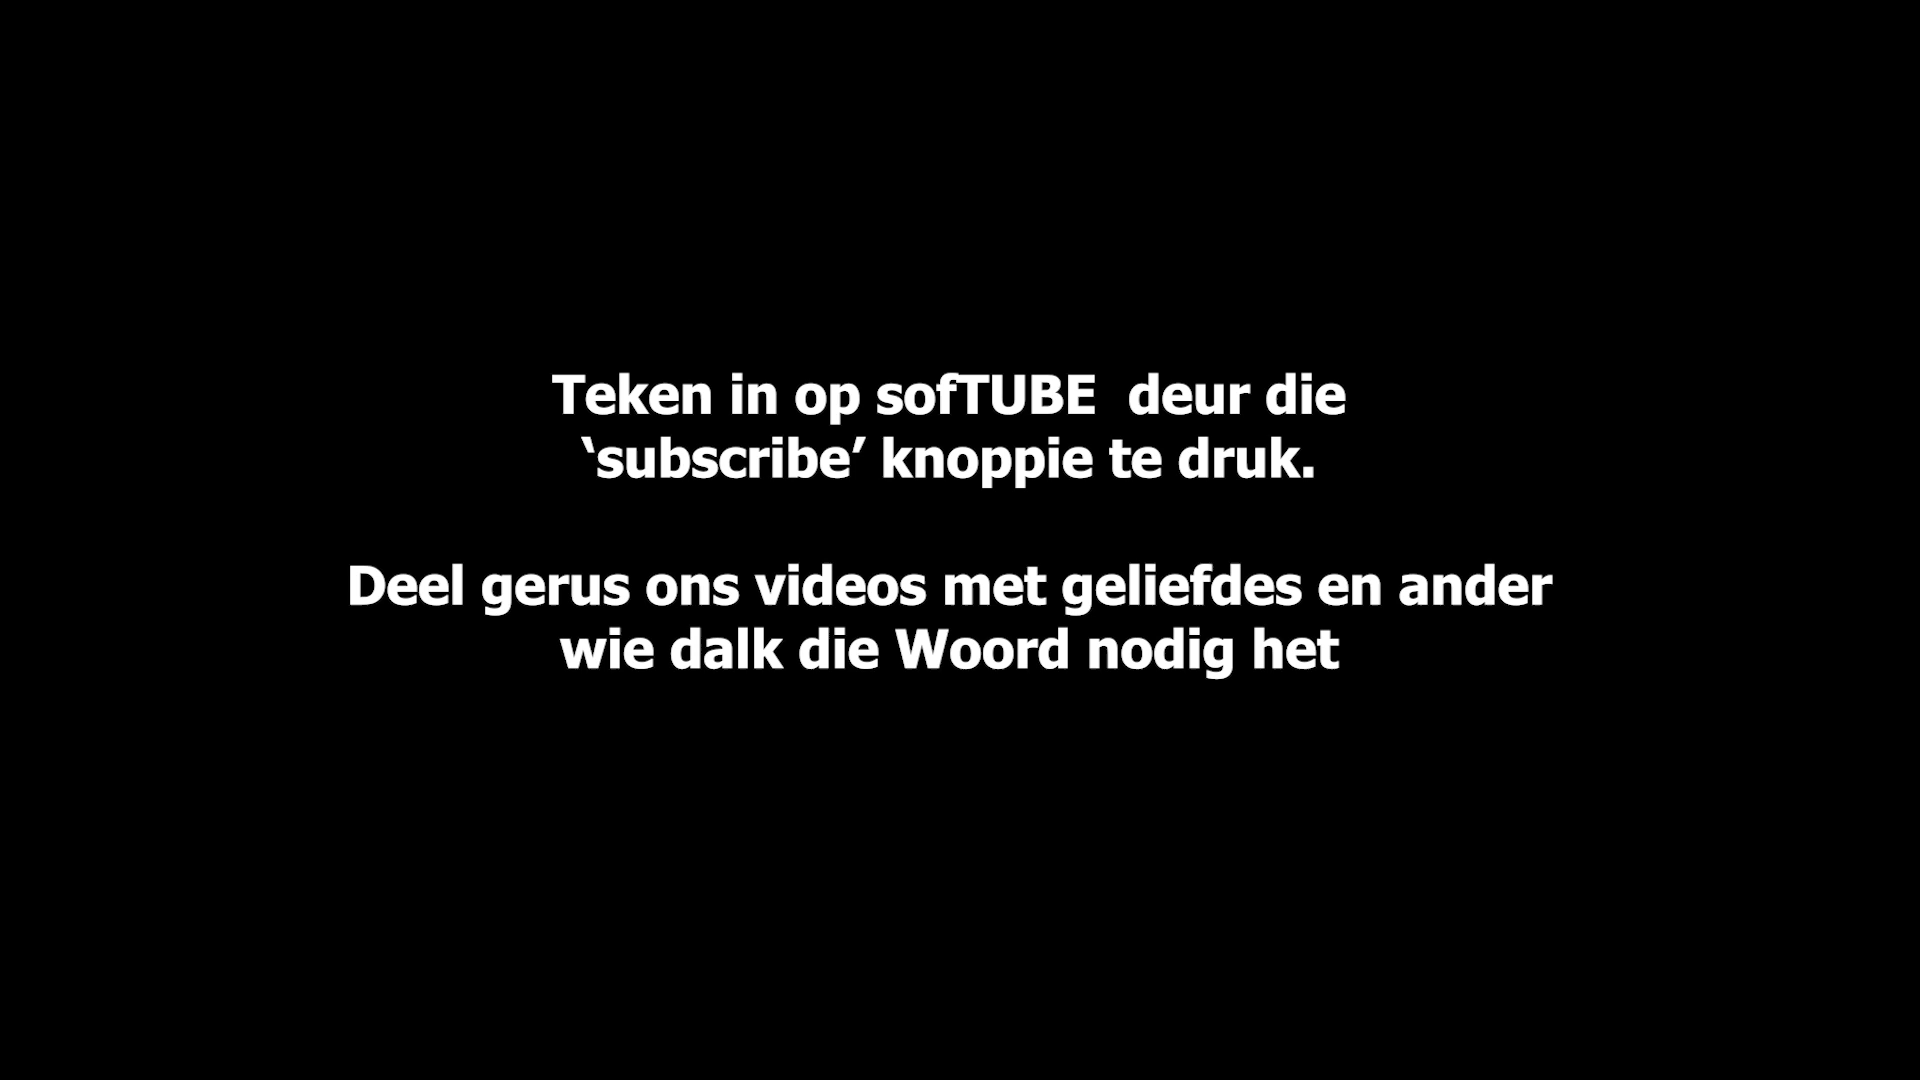 Teken in op sofTUBE  deur die
‘subscribe’ knoppie te druk.
Deel gerus ons videos met geliefdes en ander
wie dalk die Woord nodig het